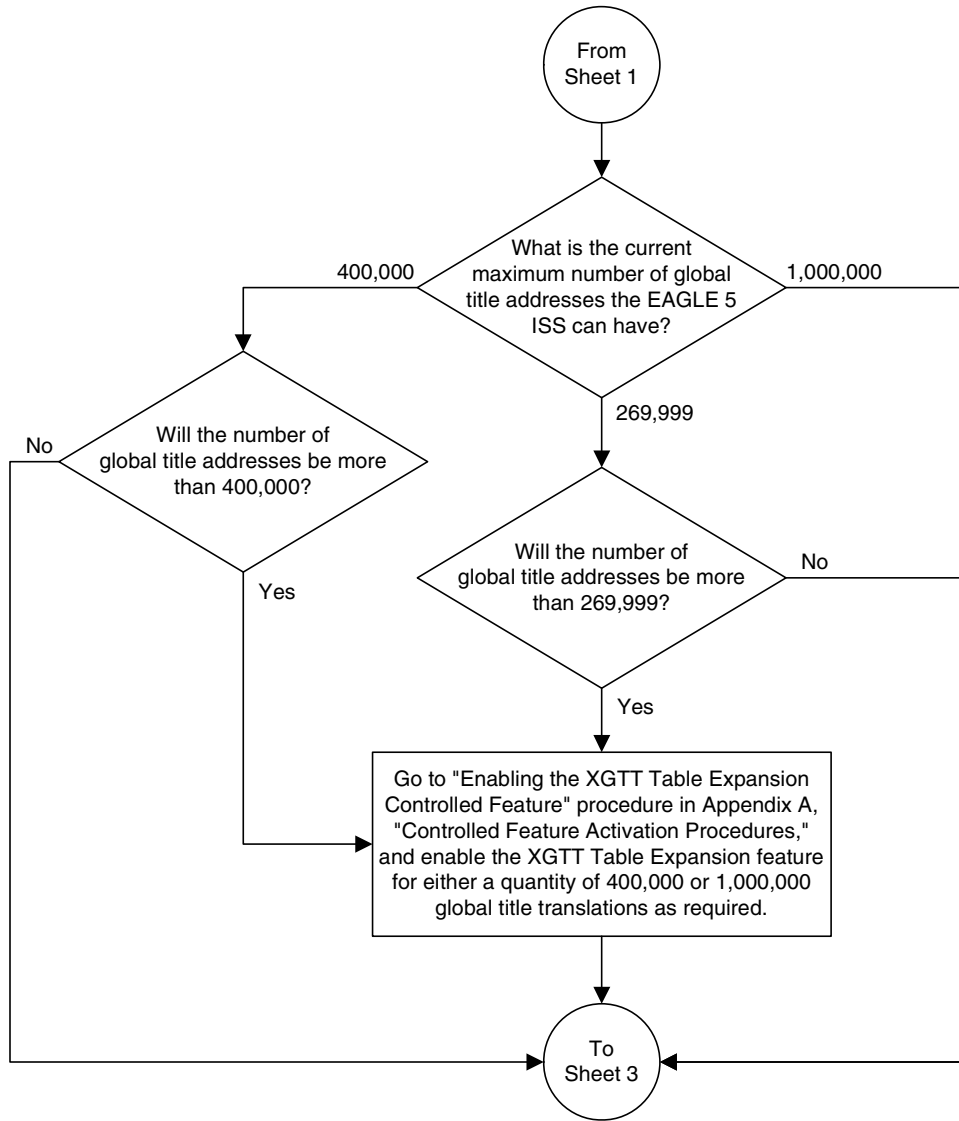 From
Sheet 1
What is the current
maximum number of global
title addresses the EAGLE 5
ISS can have?
400,000
1,000,000
269,999
Will the number of
global title addresses be more
than 400,000?
No
Yes
Will the number of
global title addresses be more
than 269,999?
No
Yes
Go to "Enabling the XGTT Table Expansion
Controlled Feature" procedure in Appendix A,
"Controlled Feature Activation Procedures,"
and enable the XGTT Table Expansion feature
for either a quantity of 400,000 or 1,000,000
global title translations as required.
To
Sheet 3